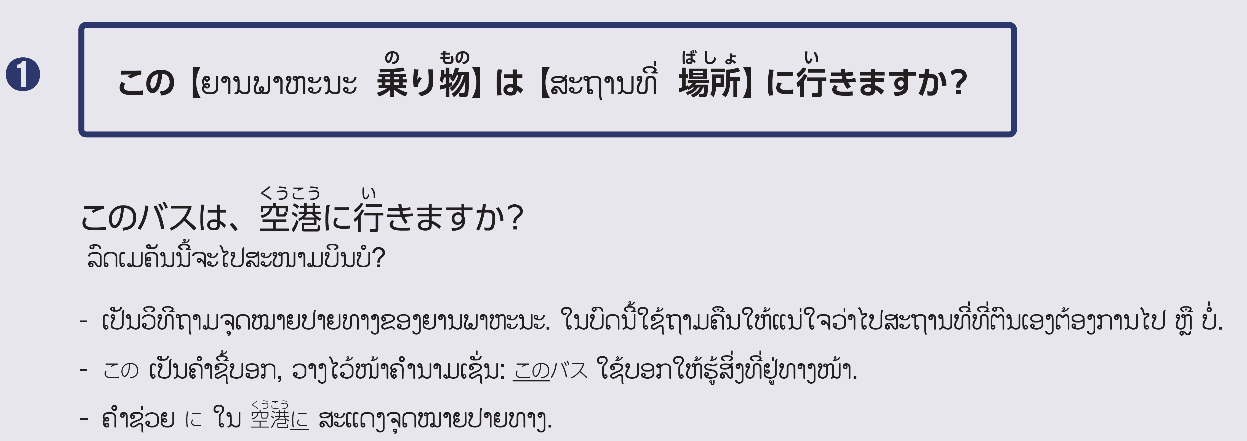 1
この【ຍານພາຫະນະ 乗り物】は【ສະຖານທີ່ 場所】に行きますか?
このバスは、空港に行きますか?
ລົດເມຄັນນີ້ຈະໄປສະໜາມບິນບໍ?
- ເປັນວິທີຖາມຈຸດໝາຍປາຍທາງຂອງຍານພາຫະນະ. ໃນບົດນີ້ໃຊ້ຖາມຄືນໃຫ້ແນ່ໃຈວ່າໄປສະຖານທີ່ທີ່ຕົນເອງຕ້ອງການໄປ ຫຼື ບໍ່.
- この ເປັນຄຳຊີ້ບອກ, ວາງໄວ້ໜ້າຄຳນາມເຊັ່ນ: このバス ໃຊ້ບອກໃຫ້ຮູ້ສິ່ງທີ່ຢູ່ທາງໜ້າ.
- ຄຳຊ່ວຍ に ໃນ 空港に ສະແດງຈຸດໝາຍປາຍທາງ.